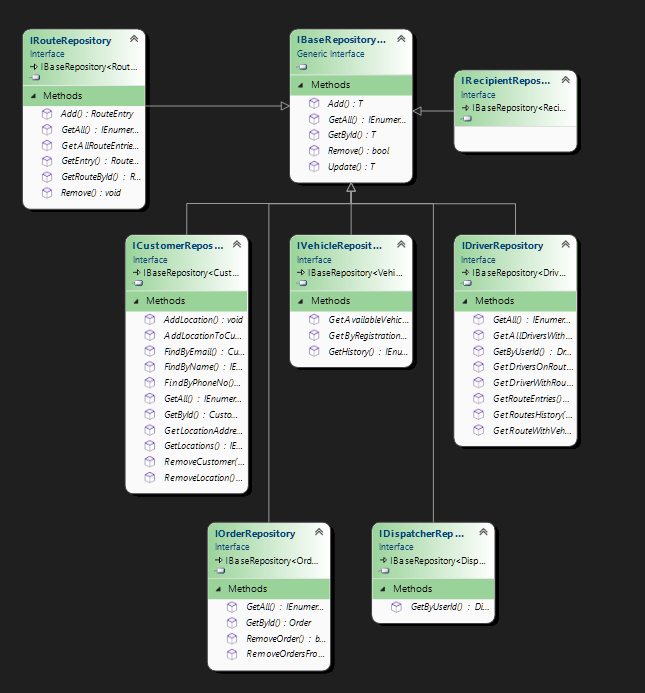 IRouteRepository
Interface
IBaseRepository<Rout...
Methods
Add() : RouteEntry
GetAll() : IEnumer...
GetAllRouteEntrie...
GetEntry() : Route...
GetRouteById() : R...
Remove() : void
IBaseRepository...
Generic Interface
Methods
Add() : T
GetAll() : IEnume...
GetById() : T
Remove() : bool
Update() : T
IRecipientRepos...
Interface
IBaseRepository<Reci...
ICustomerRepos...
Interface
IBaseRepository<Cust...
Methods
AddLocation() : void
AddLocationToCu...
FindByEmail() : Cu...
FindByName() : IE...
FindByPhoneNo()...
GetAll() : IEnumer...
GetById() : Custo...
GetLocationAddre...
GetLocations() : IE...
RemoveCustomer(...
RemoveLocation()...
IVehicleReposit...
Interface
IBaseRepository<Vehi...
Methods
GetAvailableVehic...
GetByRegistration...
GetHistory() : IEnu...
IDriverRepository
Interface
IBaseRepository<Driv...
Methods
GetAll() : IEnumer...
GetAllDriversWith...
GetByUserId() : Dr...
GetDriversOnRout...
GetDriverWithRou...
GetRouteEntries()...
GetRoutesHistory(...
GetRouteWithVeh...
IOrderRepository
Interface
IBaseRepository<Ord...
Methods
GetAll() : IEnumer...
GetById() : Order
RemoveOrder() : b...
RemoveOrdersFro...
IDispatcherRep...
Interface
IBaseRepository<Disp...
Methods
GetByUserId() : Di...